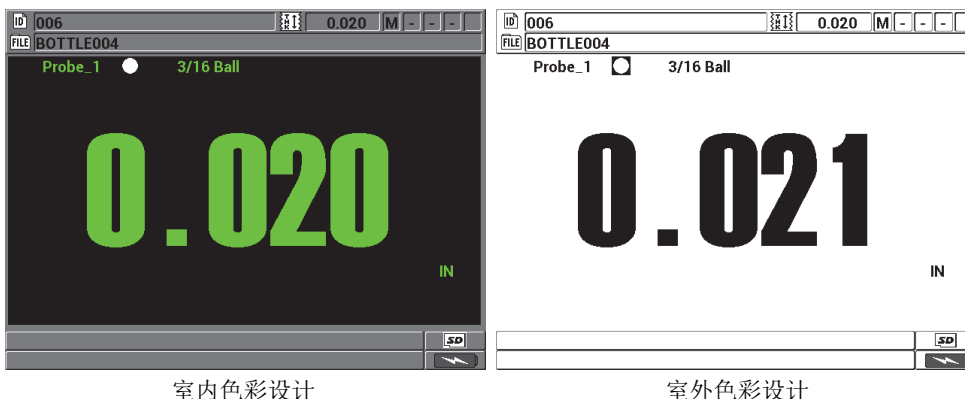 ID 006 0.020 M - - - -
FILE BOTTLE004
Probe_1 3/16 Ball
0.020
IN
SD
室内色彩设计
ID 006 0.020 M - - - -
FILE BOTTLE004
Probe_1 3/16 Ball
0.021
IN
SD
室外色彩设计